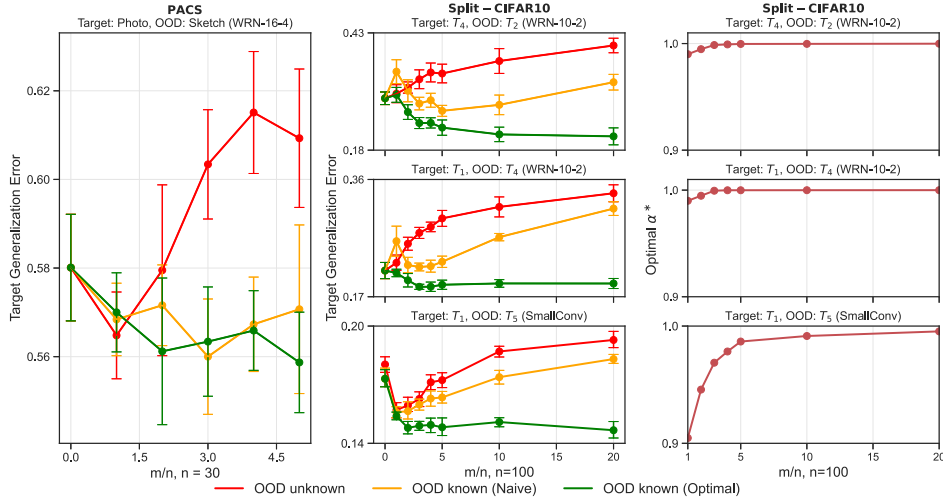 PACS
Target: Photo, OOD: Sketch (WRN-16-4)
Target Generalization Error
0.62
0.60
0.58
0.56
0.0
1.5
3.0
4.5
m/n, n = 30
Split−CIFAR10
Target: T4, OOD: T2 (WRN-10-2)
0.43
0.18
Target: T1, OOD: T4 (WRN-10-2)
Target Generalization Error
0.36
0.17
Target: T1, OOD: T5 (SmallConv)
0.20
0.14
0
1
2
3
4
5
10
20
m/n, n=100
Split−CIFAR10
Target: T4, OOD: T2 (WRN-10-2)
1.0
0.9
Target: T1, OOD: T4 (WRN-10-2)
Optimal α*
1.0
0.9
Target: T1, OOD: T5 (SmallConv)
1.0
0.9
1
5
10
15
20
m/n, n=100
OOD unknown
OOD known (Naive)
OOD known (Optimal)